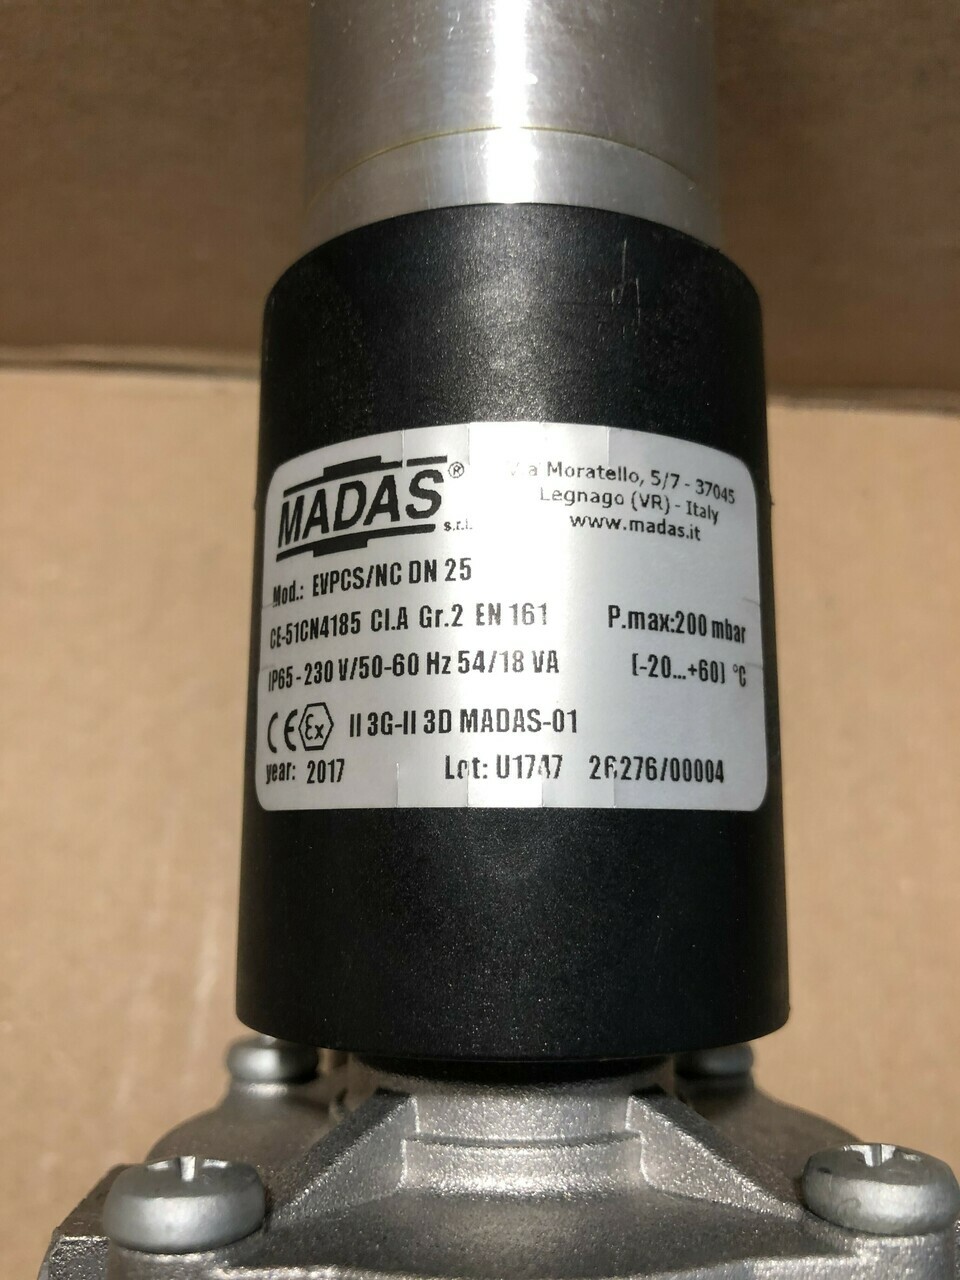 MADAS®
s.r.l.
Via Moratello, 5/7 - 37045
Legnago (VR) - Italy
www.madas.it
Mod.: EVPCS/NC DN 25
CE-51CN4185 Cl.A Gr.2 EN 161 P.max:200 mbar
IP65-230 V/50-60 Hz 54/18 VA [-20...+60] °C
CE Ex II 3G-II 3D MADAS-01
year: 2017 Lot: U1747 26276/00004